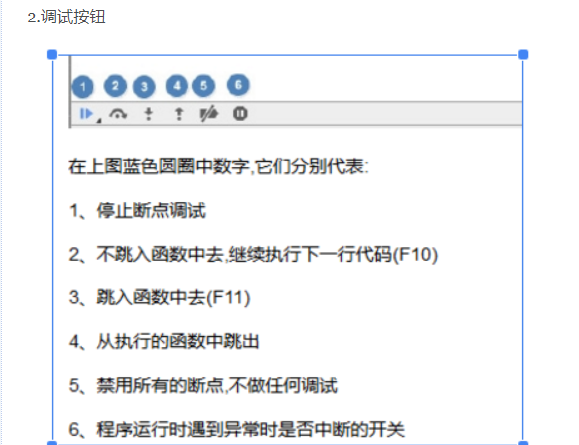 2.调试按钮
1 2 3 4 5 6
在上图蓝色圆圈中数字,它们分别代表:
1、停止断点调试
2、不跳入函数中去,继续执行下一行代码(F10)
3、跳入函数中去(F11)
4、从执行的函数中跳出
5、禁用所有的断点,不做任何调试
6、程序运行时遇到异常时是否中断的开关